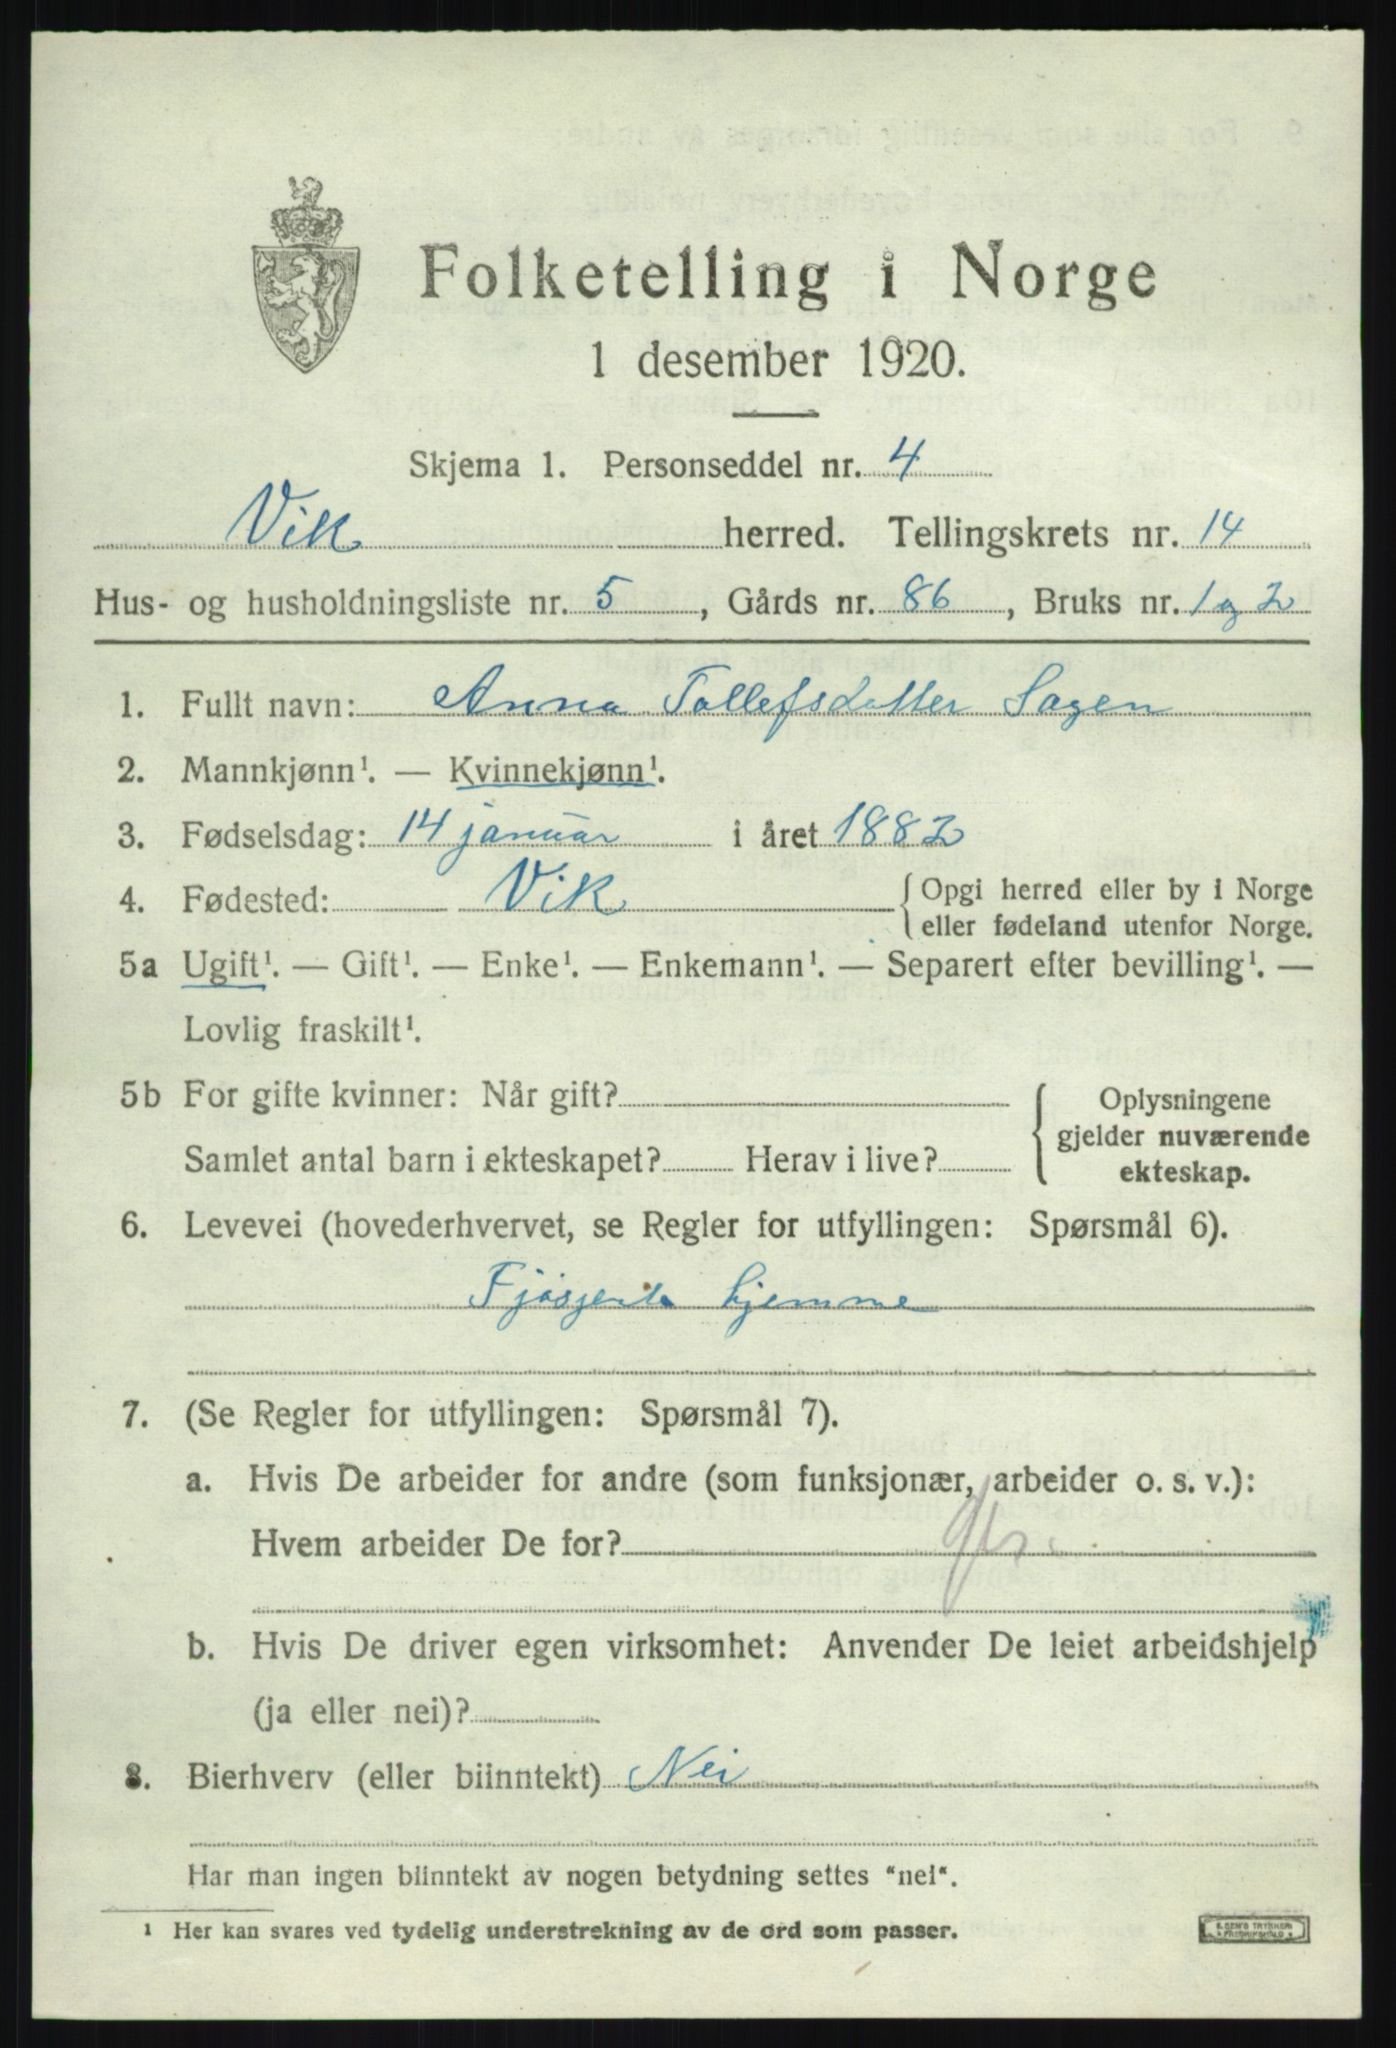 Folketelling i Norge
1 desember 1920.
Skjema 1. Personseddel nr. 4
Vik herred. Tellingskrets nr. 14
Hus- og husholdningsliste nr. 5, Gårds nr. 86, Bruks nr. 1 og 2
1. Fullt navn: Anna Tollefsdatter Sagen
2. Mannkjønn¹. — Kvinnekjønn¹.
3. Fødselsdag: 14 januar i året 1882
4. Fødested: Vik { Opgi herred eller by i Norge
eller fødeland utenfor Norge.
5a Ugift¹. — Gift¹. — Enke¹. — Enkemann¹. — Separert efter bevilling¹. —
Lovlig fraskilt¹.
5b For gifte kvinner: Når gift? { Oplysningene
gjelder nuværende
Samlet antal barn i ekteskapet? Herav i live?
ekteskap.
6. Levevei (hovederhvervet, se Regler for utfyllingen: Spørsmål 6).
hjemme
7. (Se Regler for utfyllingen: Spørsmål 7).
a. Hvis De arbeider for andre (som funksjonær, arbeider o. s. v.):
Hvem arbeider De for?
b. Hvis De driver egen virksomhet: Anvender De leiet arbeidshjelp
(ja eller nei)?
8. Bierhverv (eller biinntekt) Nei
Har man ingen biinntekt av nogen betydning settes "nei".
¹ Her kan svares ved tydelig understrekning av de ord som passer.